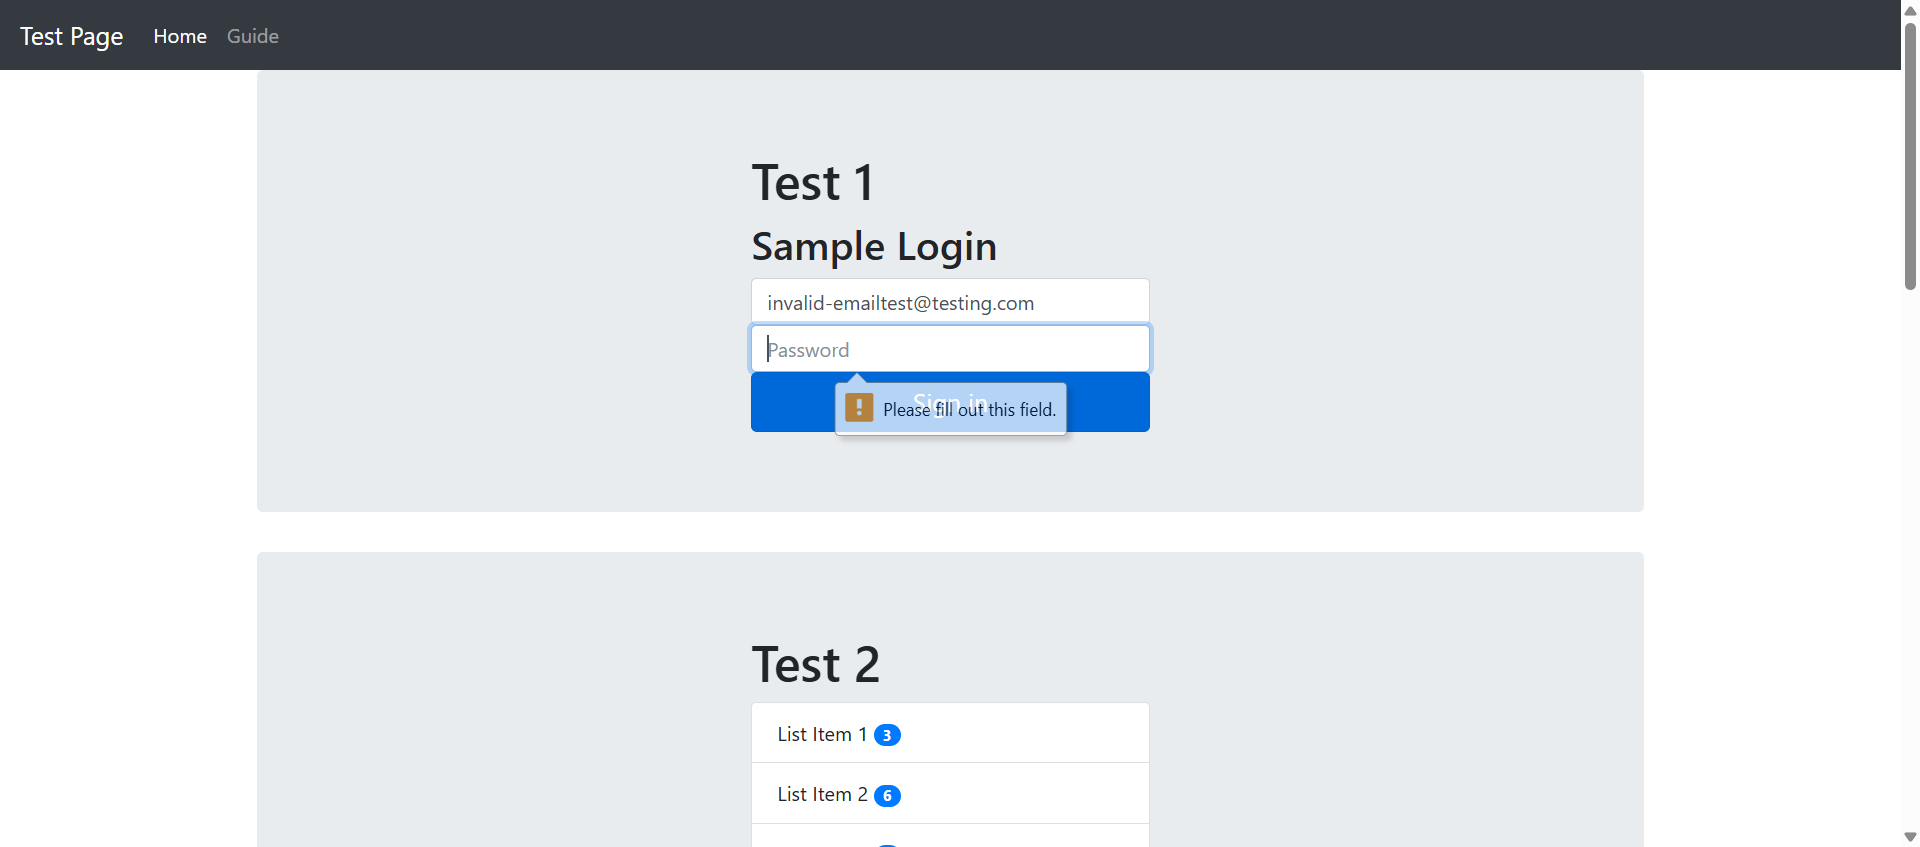 Test Page Home Guide
Test 1
Sample Login
invalid-emailtest@testing.com
Password
Sign in
Please fill out this field.
Test 2
List Item 1 3
List Item 2 6